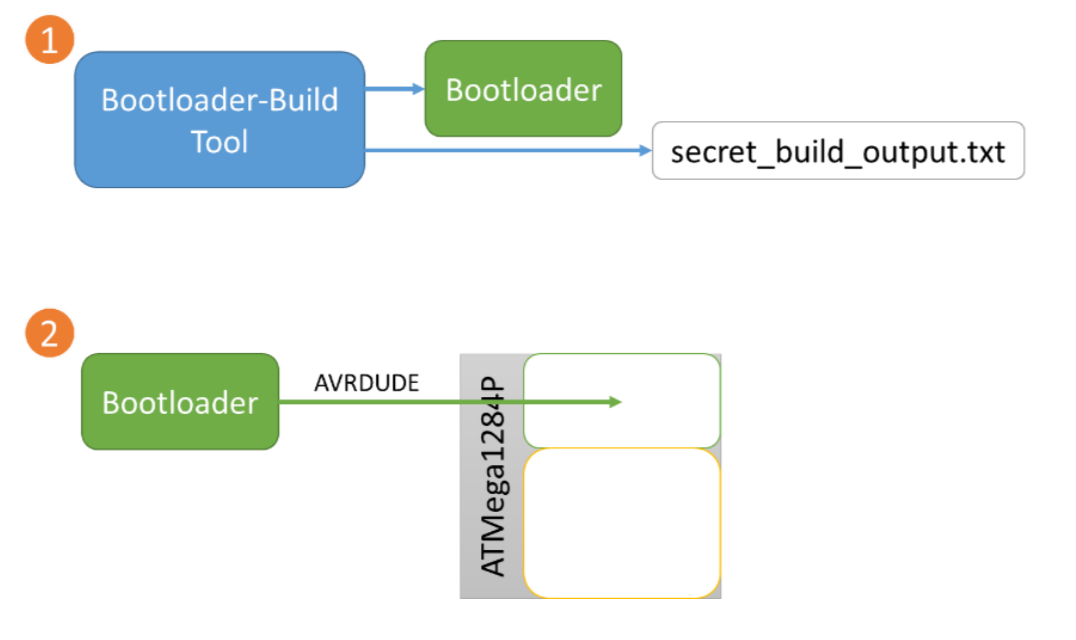 1
Bootloader-Build
Tool
Bootloader
secret_build_output.txt
2
Bootloader
AVRDUDE
ATMega1284P